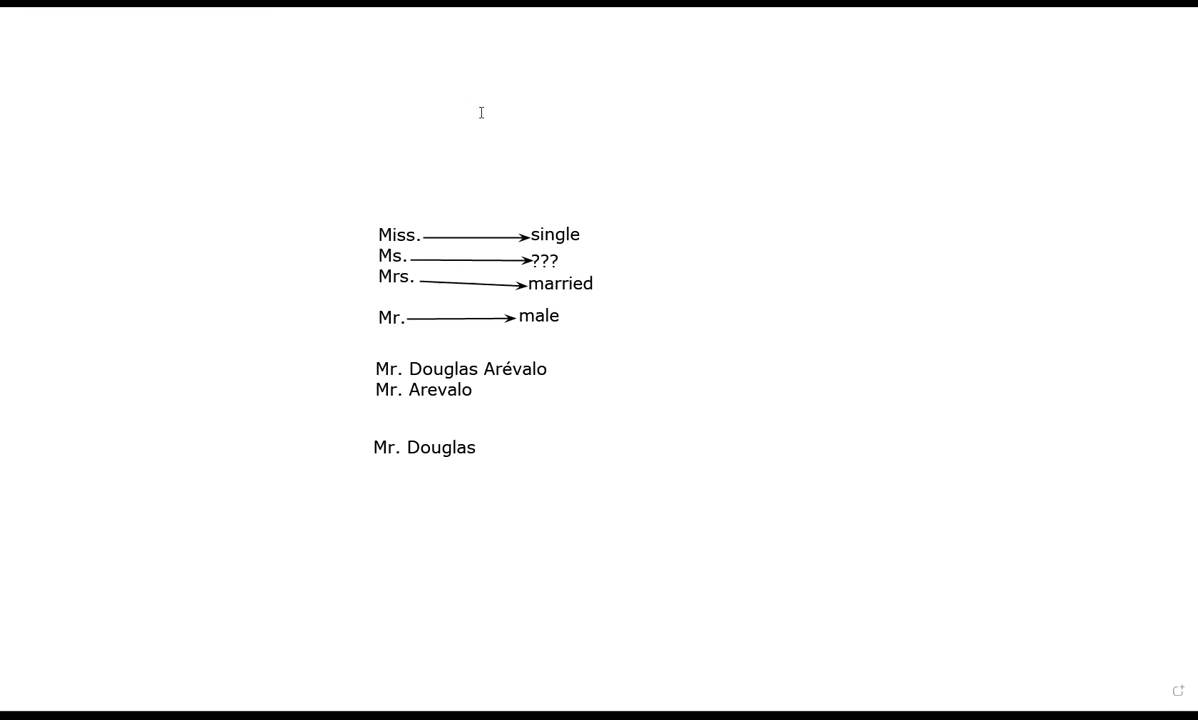 Miss. single
Ms. ???
Mrs. married
Mr. male
Mr. Douglas Arévalo
Mr. Arevalo
Mr. Douglas